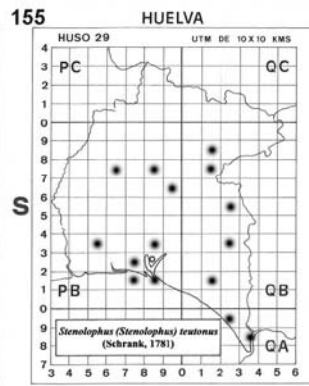 155 HUELVA
HUSO 29 UTM DE 10 X 10 KMS
4
PC QC
3
2
1
0
9
8
7
6
S
5
4
3
2
1
PB QB
0
9
Stenolophus (Stenolophus) teutonus
8
(Schrank, 1781)
QA
7
3 4 5 6 7 8 9 0 1 2 3 4 5 6